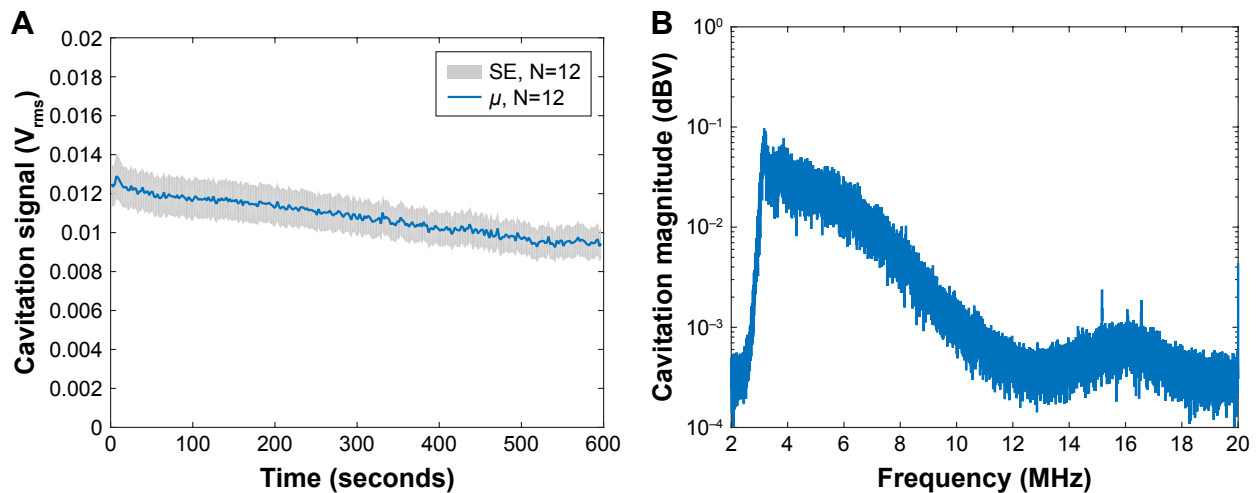 A
Cavitation signal (V_rms)
0.02
0.018
0.016
0.014
0.012
0.01
0.008
0.006
0.004
0.002
0
SE, N=12
μ, N=12
0 100 200 300 400 500 600
Time (seconds)
B
Cavitation magnitude (dBV)
10⁰
10⁻¹
10⁻²
10⁻³
10⁻⁴
2 4 6 8 10 12 14 16 18 20
Frequency (MHz)